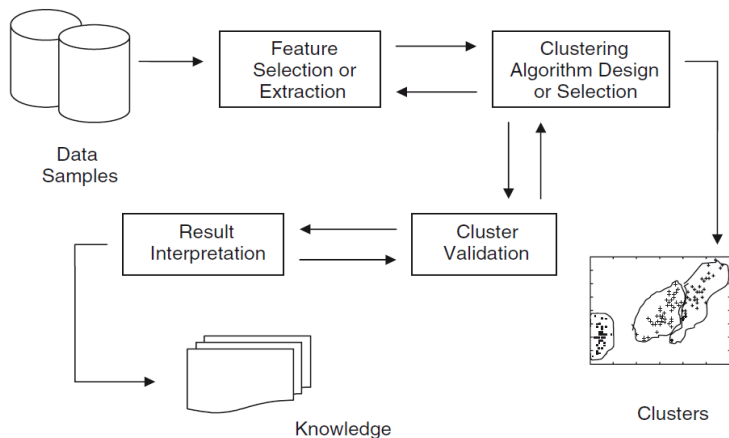 Feature
Selection or
Extraction
Clustering
Algorithm Design
or Selection
Data
Samples
Result
Interpretation
Cluster
Validation
Knowledge
Clusters